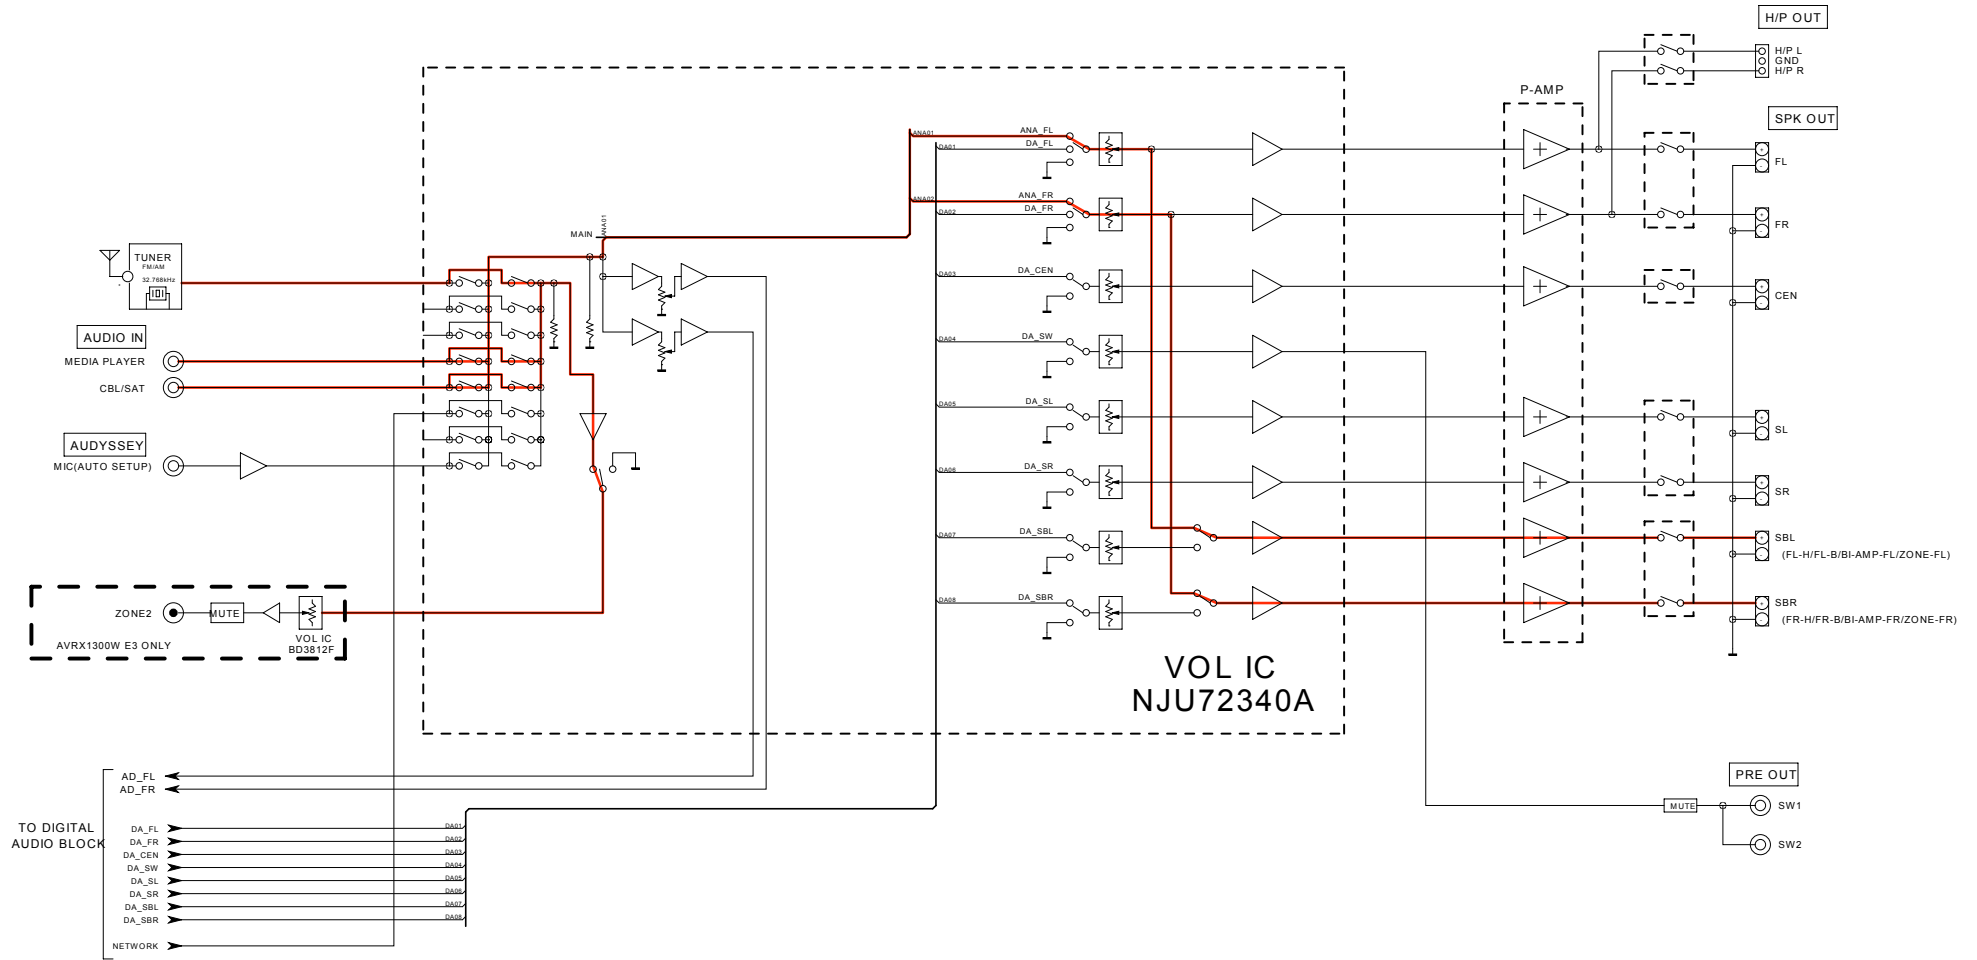 H/P OUT
H/P L
GND
H/P R
P-AMP
SPK OUT
ANA01
ANA_FL
DA01
DA_FL
FL
ANA02
ANA_FR
DA02
DA_FR
FR
MAIN
ANA01
TUNER
FM/AM
32.768kHz
DA03
DA_CEN
CEN
AUDIO IN
MEDIA PLAYER
CBL/SAT
DA04
DA_SW
DA05
DA_SL
SL
AUDYSSEY
MIC(AUTO SETUP)
DA06
DA_SR
SR
DA07
DA_SBL
SBL
(FL-H/FL-B/BI-AMP-FL/ZONE-FL)
DA08
DA_SBR
SBR
(FR-H/FR-B/BI-AMP-FR/ZONE-FR)
ZONE2
MUTE
VOL IC
BD3812F
AVRX1300W E3 ONLY
VOL IC
NJU72340A
PRE OUT
MUTE
SW1
SW2
AD_FL
AD_FR
TO DIGITAL
AUDIO BLOCK
DA_FL
DA01
DA_FR
DA02
DA_CEN
DA03
DA_SW
DA04
DA_SL
DA05
DA_SR
DA06
DA_SBL
DA07
DA_SBR
DA08
NETWORK